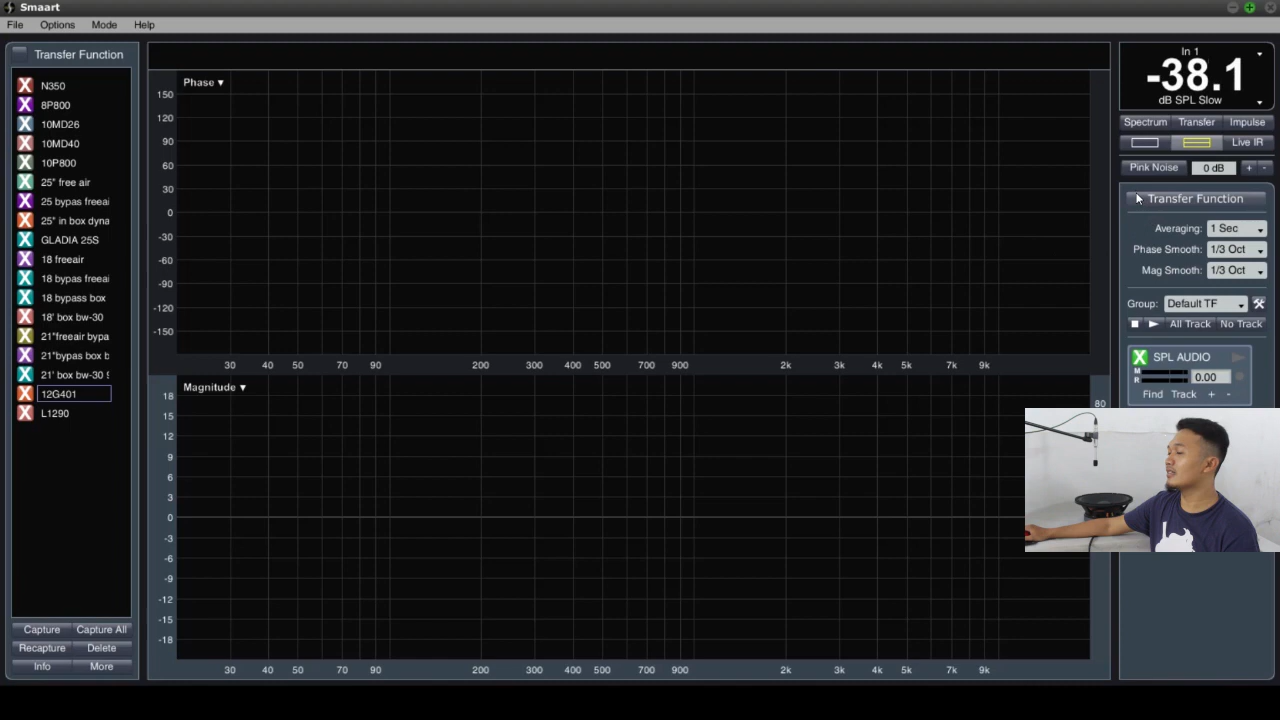 Smaart
File Options Mode Help
Transfer Function
N350
8P800
10MD26
10MD40
10P800
25" free air
25 bypas freeai
25" in box dyna
GLADIA 25S
18 freeair
18 bypas freeai
18 bypass box
18' box bw-30
21"freeair bypa
21"bypas box b
21' box bw-30 !
12G401
L1290
Capture Capture All
Recapture Delete
Info More
Phase ▾
150
120
90
60
30
0
-30
-60
-90
-120
-150
30 40 50 70 90 200 300 400 500 700 900 2k 3k 4k 5k 7k 9k
Magnitude ▾
18
15
12
9
6
3
0
-3
-6
-9
-12
-15
-18
80
30 40 50 70 90 200 300 400 500 700 900 2k 3k 4k 5k 7k 9k
In 1
-38.1
dB SPL Slow
Spectrum Transfer Impulse
Live IR
Pink Noise 0 dB + -
Transfer Function
Averaging: 1 Sec
Phase Smooth: 1/3 Oct
Mag Smooth: 1/3 Oct
Group: Default TF
All Track No Track
SPL AUDIO
M
R 0.00
Find Track + -